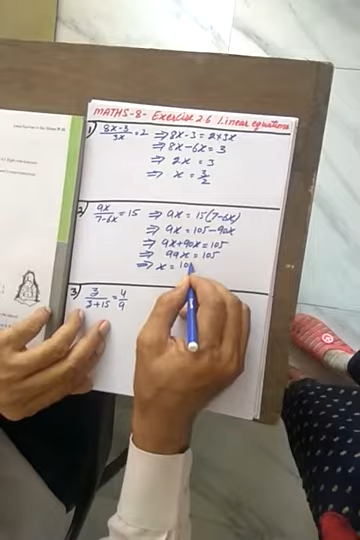 MATHS-8- Exercise 2.6 Linear equations
1) (8x-3)/3x = 2 ⇒ 8x-3 = 2×3x
⇒ 8x-6x = 3
⇒ 2x = 3
⇒ x = 3/2
2) 9x/(7-6x) = 15 ⇒ 9x = 15(7-6x)
⇒ 9x = 105-90x
⇒ 9x+90x = 105
⇒ 99x = 105
⇒ x = 10
3) 3/(3+15) = 4/9